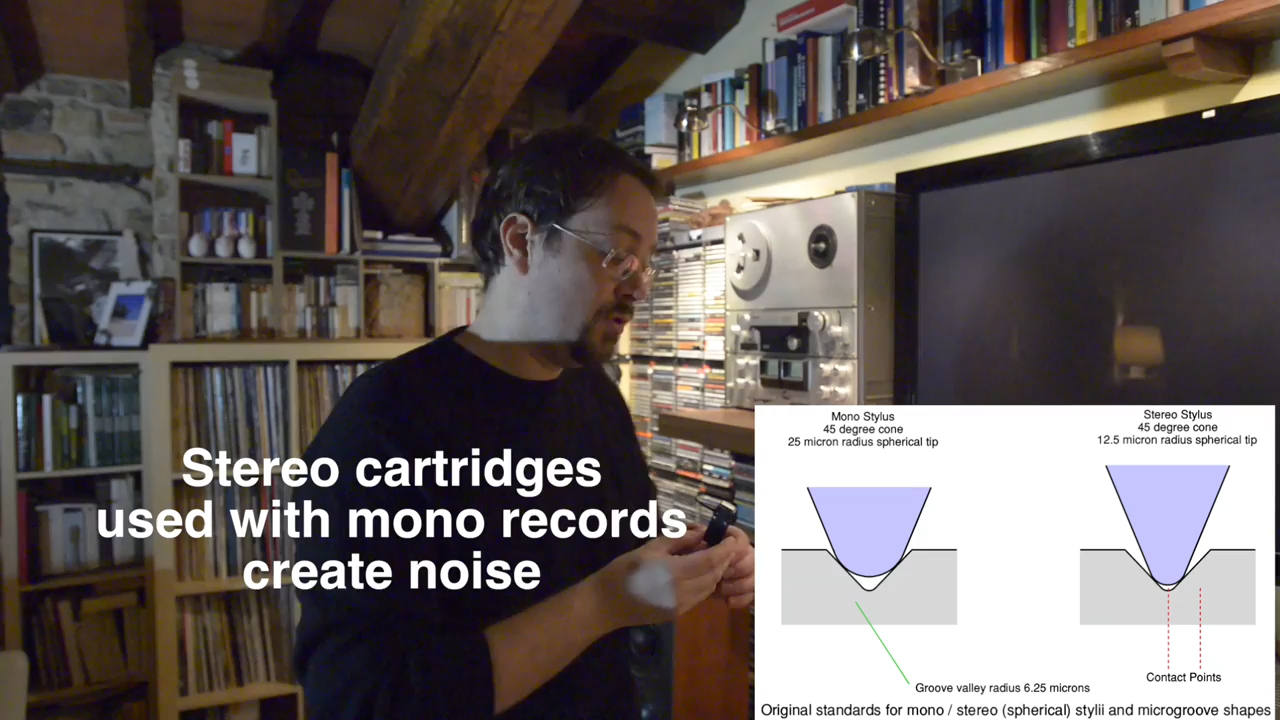 Stereo cartridges
used with mono records
create noise
Mono Stylus
45 degree cone
25 micron radius spherical tip
Stereo Stylus
45 degree cone
12.5 micron radius spherical tip
Contact Points
Groove valley radius 6.25 microns
Original standards for mono / stereo (spherical) stylii and microgroove shapes